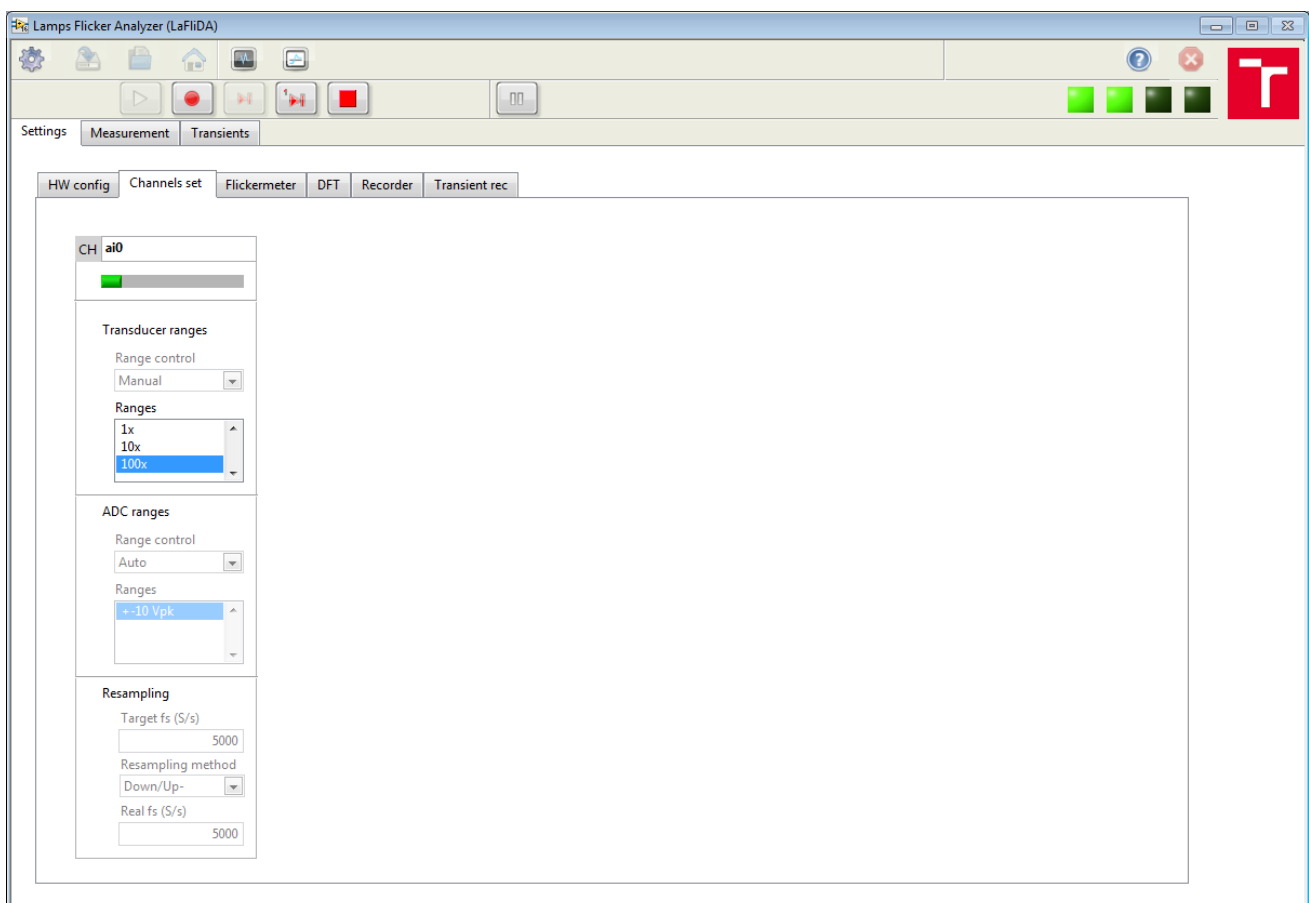 Lamps Flicker Analyzer (LaFliDA)
1
Settings Measurement Transients
HW config Channels set Flickermeter DFT Recorder Transient rec
CH ai0
Transducer ranges
Range control
Manual
Ranges
1x
10x
100x
ADC ranges
Range control
Auto
Ranges
+-10 Vpk
Resampling
Target fs (S/s)
5000
Resampling method
Down/Up-
Real fs (S/s)
5000